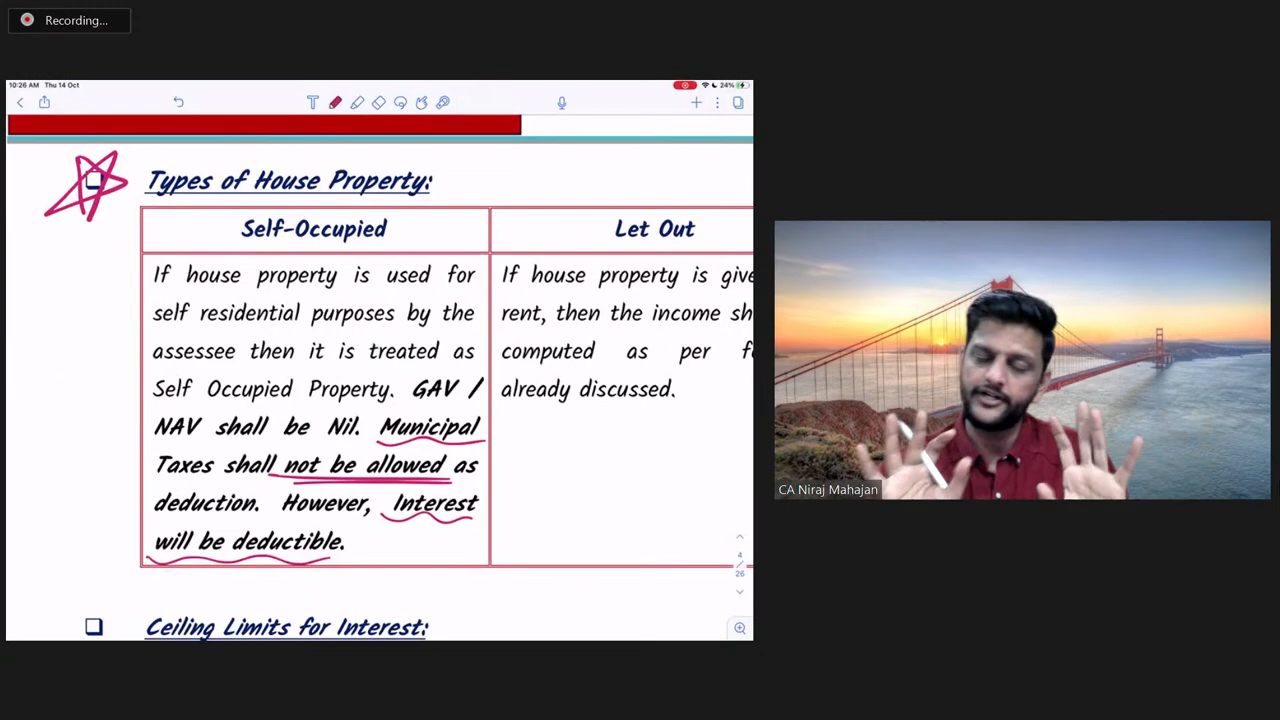 Recording...
10:26 AM Thu 14 Oct
24%
Types of House Property:
Self-Occupied
Let Out
If house property is used for
self residential purposes by the
assessee then it is treated as
Self Occupied Property. GAV /
NAV shall be Nil. Municipal
Taxes shall not be allowed as
deduction. However, Interest
will be deductible.
If house property is give
rent, then the income sh
computed as per f
already discussed.
4
/
26
Ceiling Limits for Interest:
CA Niraj Mahajan